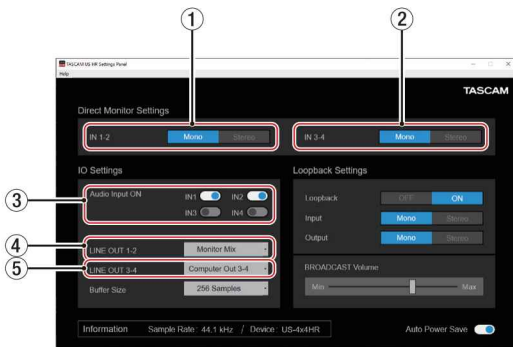 1
2
TASCAM US-HR Settings Panel
Help
TASCAM
Direct Monitor Settings
IN 1-2 Mono Stereo
IN 3-4 Mono Stereo
IO Settings
3
Audio Input ON IN1 IN2
IN3 IN4
4
LINE OUT 1-2 Monitor Mix
5
LINE OUT 3-4 Computer Out 3-4
Buffer Size 256 Samples
Loopback Settings
Loopback OFF ON
Input Mono Stereo
Output Mono Stereo
BROADCAST Volume
Min Max
Information Sample Rate : 44.1 kHz / Device : US-4x4HR
Auto Power Save